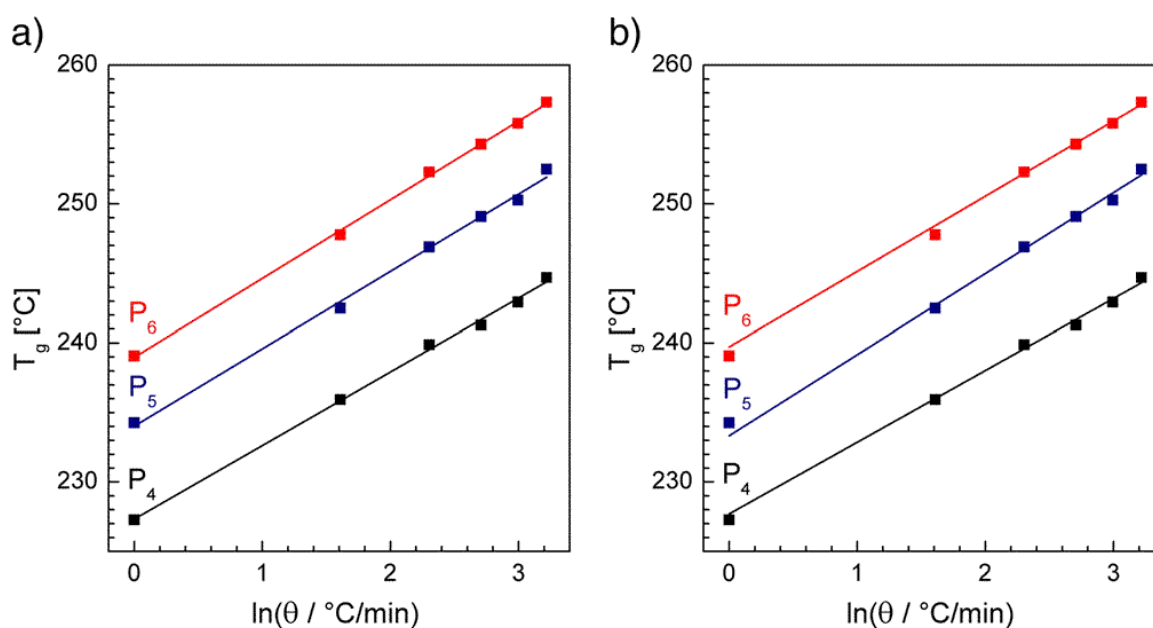 a)
260
250
240
230
T_g [°C]
P_6
P_5
P_4
0 1 2 3
ln(θ / °C/min)
b)
260
250
240
230
T_g [°C]
P_6
P_5
P_4
0 1 2 3
ln(θ / °C/min)